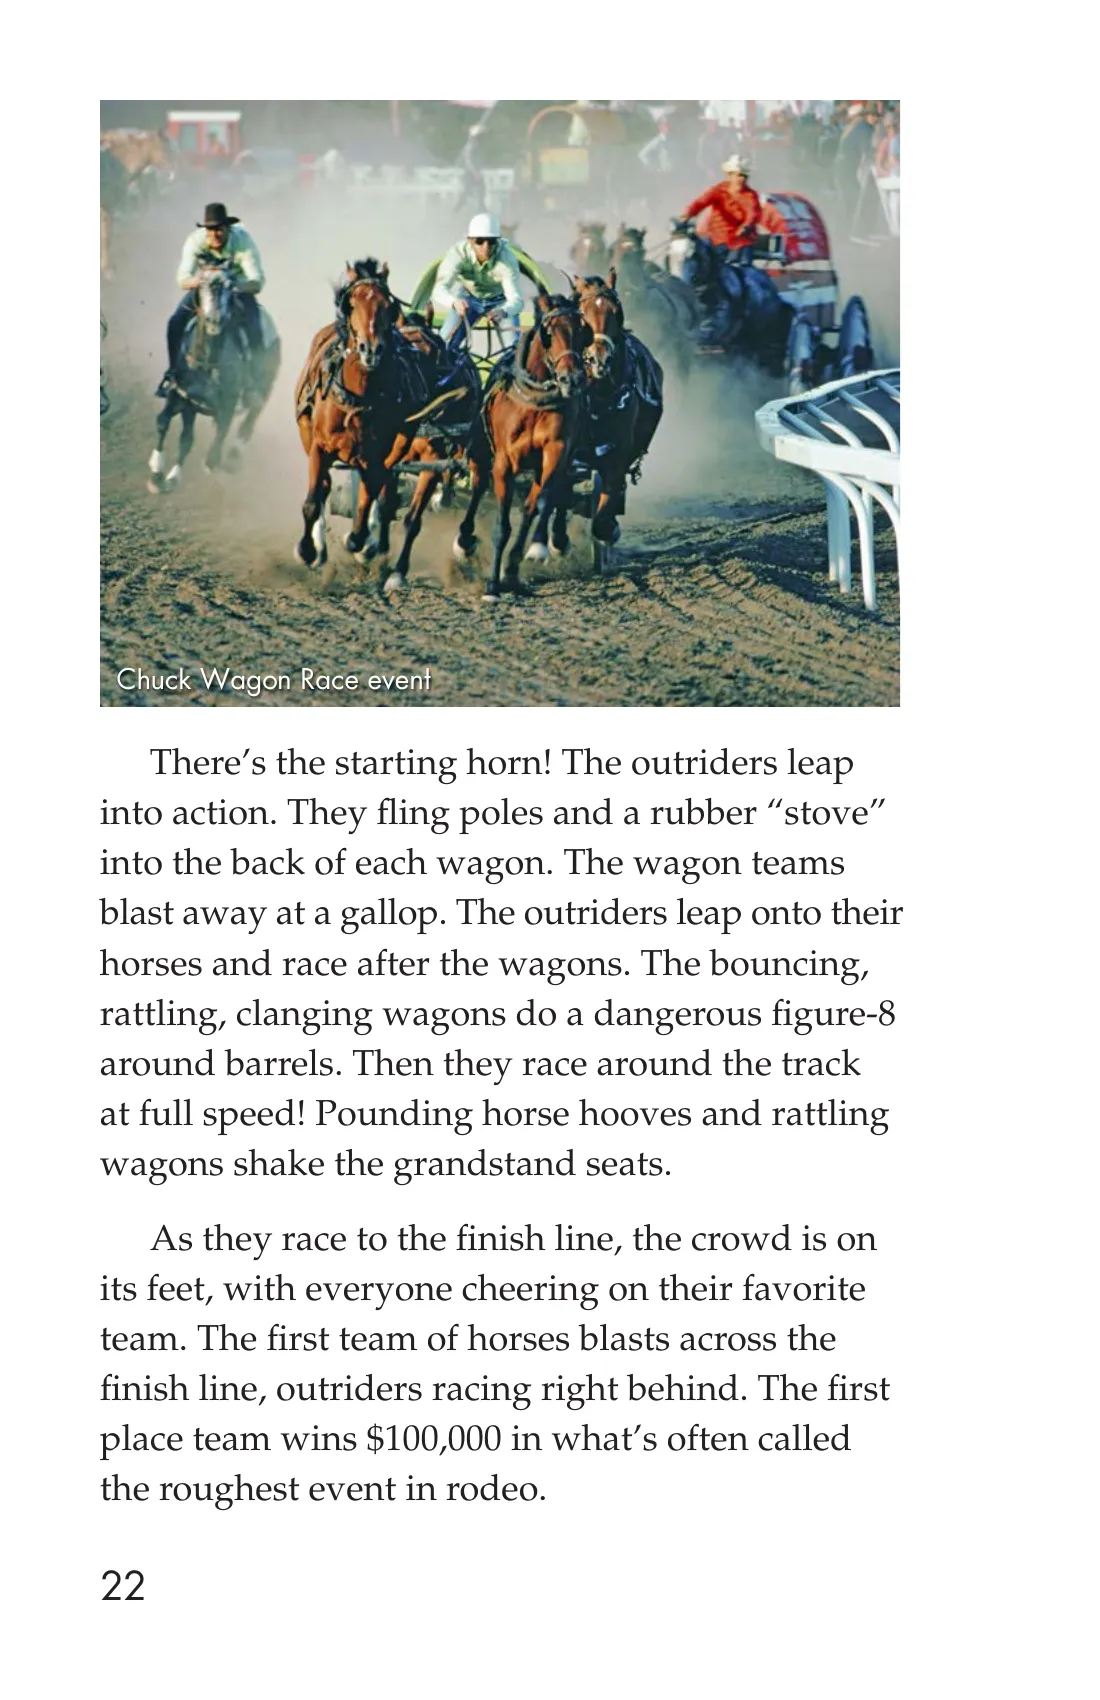 Chuck Wagon Race event
There’s the starting horn! The outriders leap
into action. They fling poles and a rubber “stove”
into the back of each wagon. The wagon teams
blast away at a gallop. The outriders leap onto their
horses and race after the wagons. The bouncing,
rattling, clanging wagons do a dangerous figure-8
around barrels. Then they race around the track
at full speed! Pounding horse hooves and rattling
wagons shake the grandstand seats.
As they race to the finish line, the crowd is on
its feet, with everyone cheering on their favorite
team. The first team of horses blasts across the
finish line, outriders racing right behind. The first
place team wins $100,000 in what’s often called
the roughest event in rodeo.
22